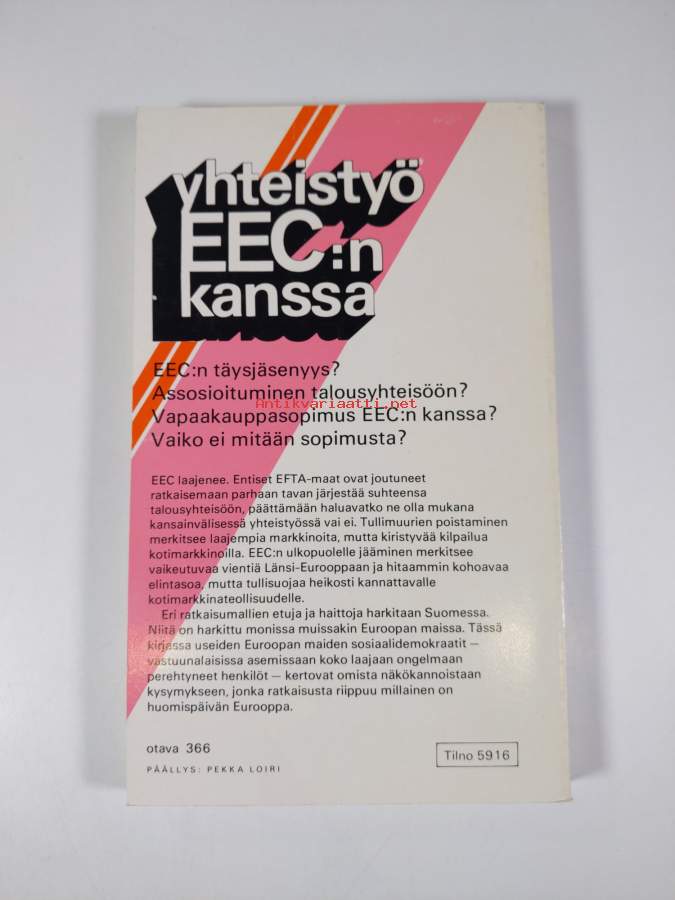 yhteistyö
EEC:n
kanssa
EEC:n täysjäsenyys?
Assosioituminen talousyhteisöön?
Antikvariaatti.net
Vapaakauppasopimus EEC:n kanssa?
Vaiko ei mitään sopimusta?
EEC laajenee. Entiset EFTA-maat ovat joutuneet
ratkaisemaan parhaan tavan järjestää suhteensa
talousyhteisöön, päättämään haluavatko ne olla mukana
kansainvälisessä yhteistyössä vai ei. Tullimuurien poistaminen
merkitsee laajempia markkinoita, mutta kiristyvää kilpailua
kotimarkkinoilla. EEC:n ulkopuolelle jääminen merkitsee
vaikeutuvaa vientiä Länsi-Eurooppaan ja hitaammin kohoavaa
elintasoa, mutta tullisuojaa heikosti kannattavalle
kotimarkkinateollisuudelle.
Eri ratkaisumallien etuja ja haittoja harkitaan Suomessa.
Niitä on harkittu monissa muissakin Euroopan maissa. Tässä
kirjassa useiden Euroopan maiden sosiaalidemokraatit —
vastuunalaisissa asemissaan koko laajaan ongelmaan
perehtyneet henkilöt — kertovat omista näkökannoistaan
kysymykseen, jonka ratkaisusta riippuu millainen on
huomispäivän Eurooppa.
otava 366
PÄÄLLYS: PEKKA LOIRI
Tilno 5916